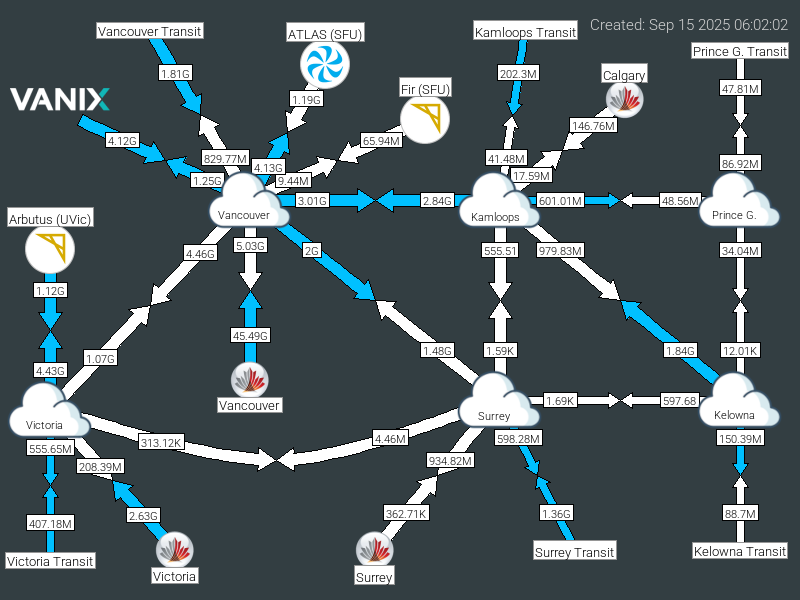 Created: Sep 15 2025 06:02:02
Vancouver Transit
ATLAS (SFU)
Kamloops Transit
Prince G. Transit
1.81G
202.3M
Calgary
Fir (SFU)
47.81M
VANIX
1.19G
146.76M
4.12G
65.94M
829.77M
41.48M
86.92M
4.13G
17.59M
1.25G
9.44M
3.01G
2.84G
601.01M
48.56M
Arbutus (UVic)
Vancouver
Kamloops
Prince G.
4.46G
5.03G
2G
555.51
979.83M
34.04M
1.12G
45.49G
1.07G
1.48G
1.59K
1.84G
12.01K
4.43G
Vancouver
1.69K
597.68
Victoria
Surrey
Kelowna
555.65M
313.12K
4.46M
598.28M
150.39M
208.39M
934.82M
407.18M
2.63G
362.71K
1.36G
88.7M
Victoria Transit
Victoria
Surrey
Surrey Transit
Kelowna Transit